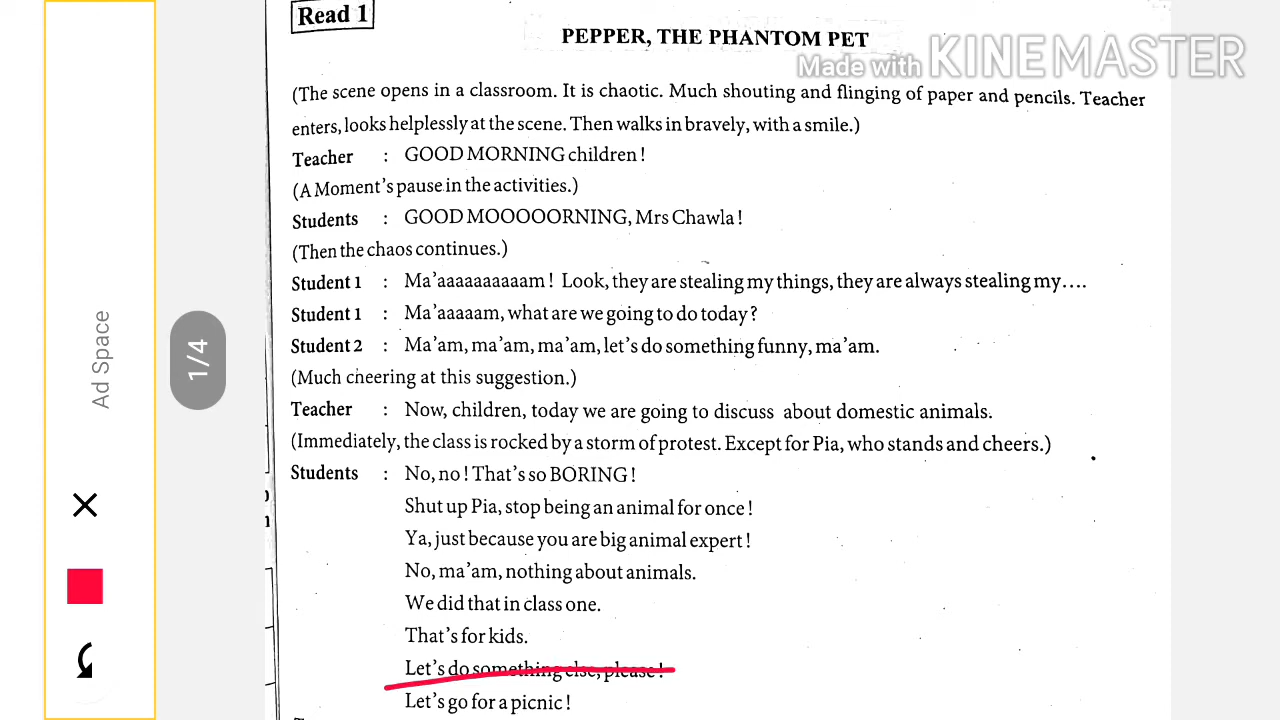 Read 1
PEPPER, THE PHANTOM PET
Made with KINEMASTER
(The scene opens in a classroom. It is chaotic. Much shouting and flinging of paper and pencils. Teacher
enters, looks helplessly at the scene. Then walks in bravely, with a smile.)
Teacher : GOOD MORNING children !
(A Moment's pause in the activities.)
Students : GOOD MOOOOORNING, Mrs Chawla !
(Then the chaos continues.)
Student 1 : Ma'aaaaaaaaaam ! Look, they are stealing my things, they are always stealing my....
Student 1 : Ma'aaaaam, what are we going to do today?
Student 2 : Ma'am, ma'am, ma'am, let's do something funny, ma'am.
(Much cheering at this suggestion.)
Teacher : Now, children, today we are going to discuss about domestic animals.
(Immediately, the class is rocked by a storm of protest. Except for Pia, who stands and cheers.)
Students : No, no ! That's so BORING !
Shut up Pia, stop being an animal for once !
Ya, just because you are big animal expert !
No, ma'am, nothing about animals.
We did that in class one.
That's for kids.
Let's do something else, please !
Let's go for a picnic !
Ad Space
1/4